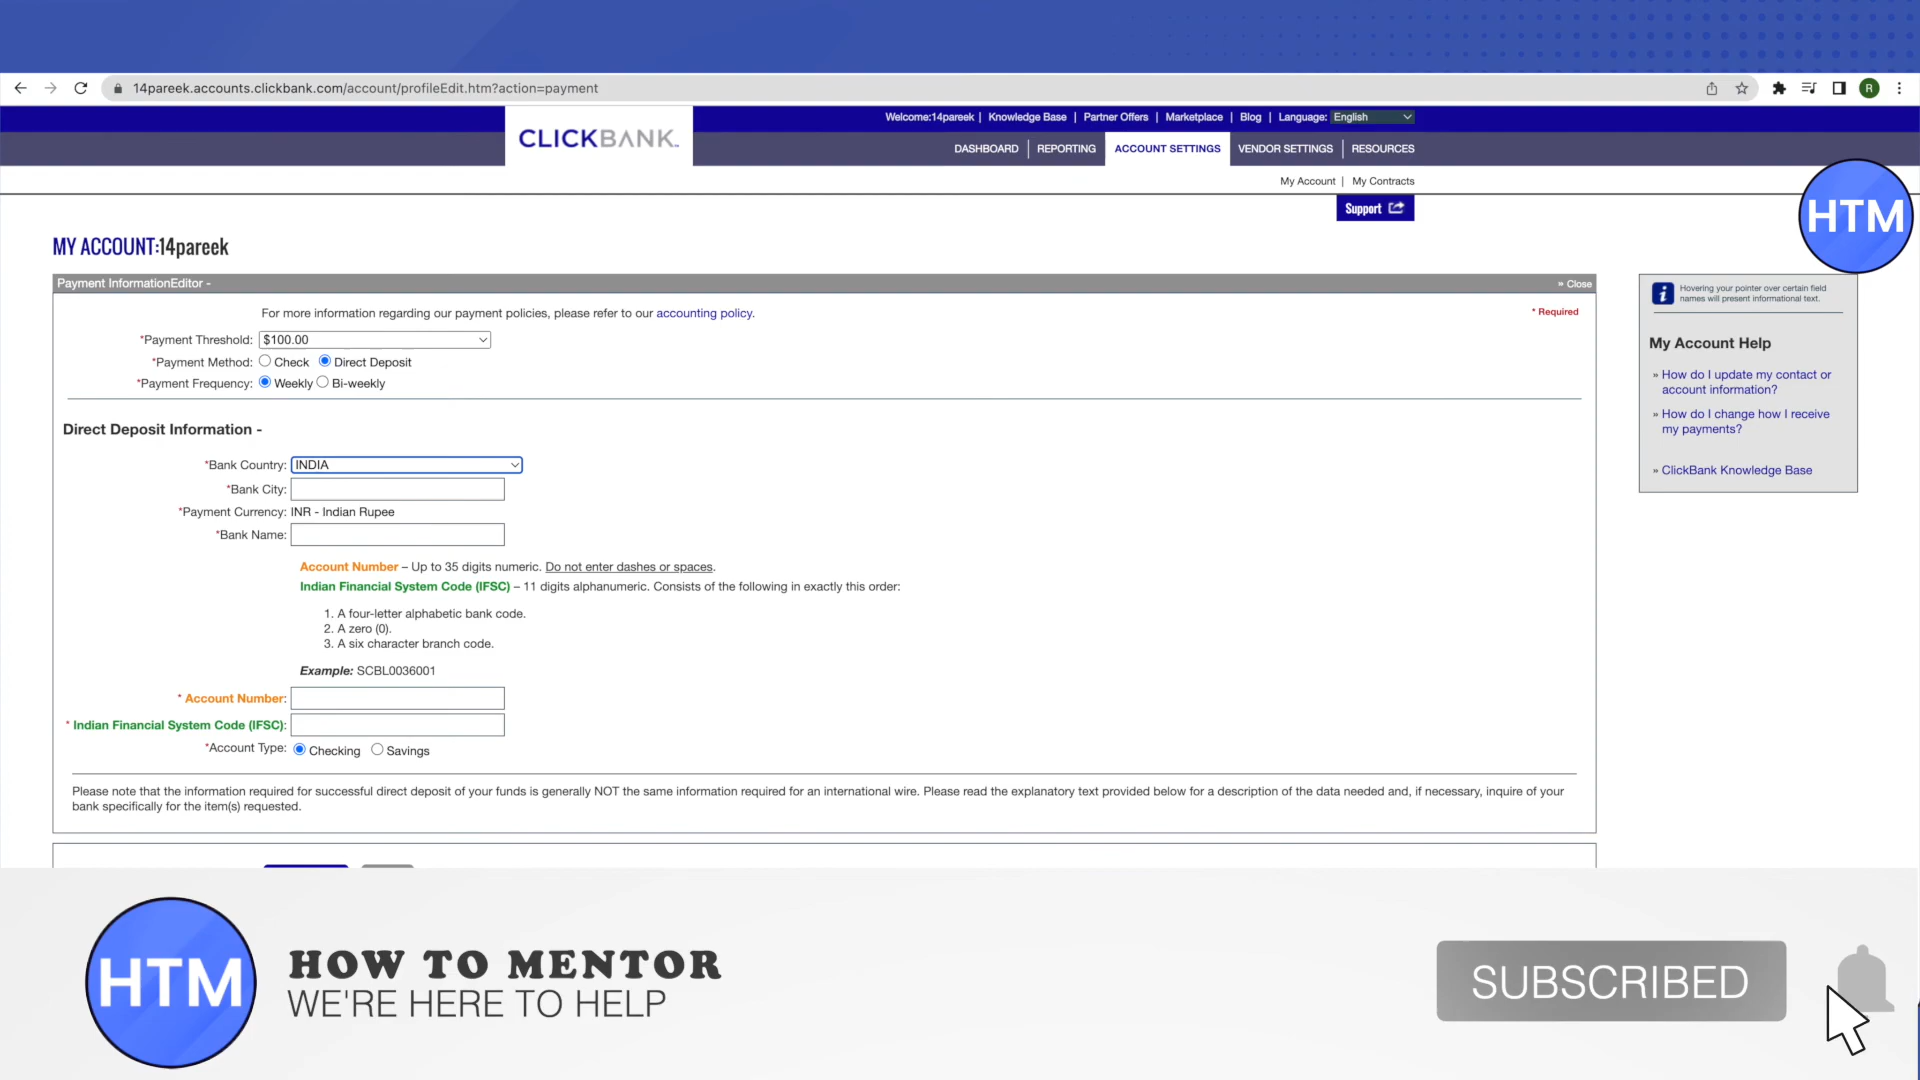 14pareek.accounts.clickbank.com/account/profileEdit.htm?action=payment
R
Welcome:14pareek | Knowledge Base | Partner Offers | Marketplace | Blog | Language: English
CLICKBANK
DASHBOARD | REPORTING ACCOUNT SETTINGS VENDOR SETTINGS | RESOURCES
My Account | My Contracts
Support
HTM
MY ACCOUNT:14pareek
Payment InformationEditor -
» Close
For more information regarding our payment policies, please refer to our accounting policy.
* Required
*Payment Threshold: $100.00
*Payment Method: Check Direct Deposit
*Payment Frequency: Weekly Bi-weekly
Direct Deposit Information -
*Bank Country: INDIA
*Bank City:
*Payment Currency: INR - Indian Rupee
*Bank Name:
Account Number – Up to 35 digits numeric. Do not enter dashes or spaces.
Indian Financial System Code (IFSC) – 11 digits alphanumeric. Consists of the following in exactly this order:
1. A four-letter alphabetic bank code.
2. A zero (0).
3. A six character branch code.
Example: SCBL0036001
* Account Number:
* Indian Financial System Code (IFSC):
*Account Type: Checking Savings
Please note that the information required for successful direct deposit of your funds is generally NOT the same information required for an international wire. Please read the explanatory text provided below for a description of the data needed and, if necessary, inquire of your
bank specifically for the item(s) requested.
i
Hovering your pointer over certain field
names will present informational text.
My Account Help
» How do I update my contact or
account information?
» How do I change how I receive
my payments?
» ClickBank Knowledge Base
HTM
HOW TO MENTOR
WE'RE HERE TO HELP
SUBSCRIBED